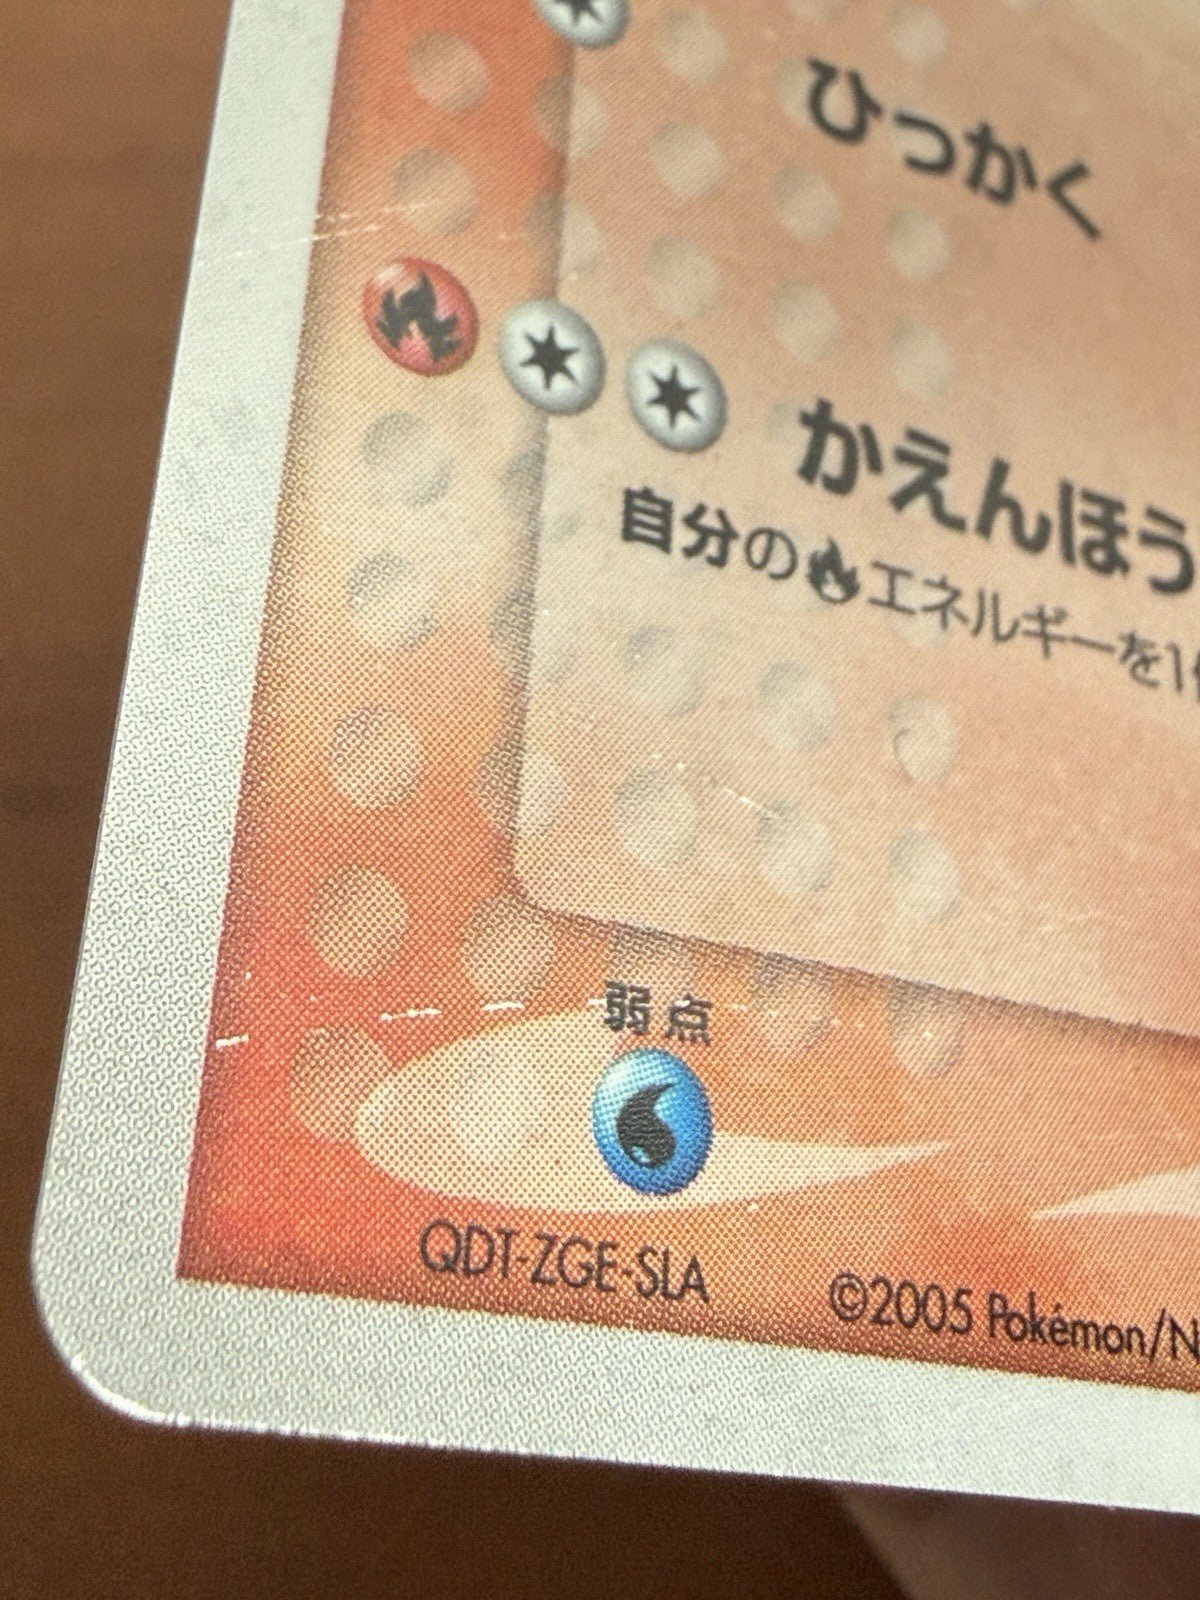 ひっかく
かえんほう
自分のエネルギーを1
弱点
QDT-ZGE-SLA
©2005 Pokémon/N